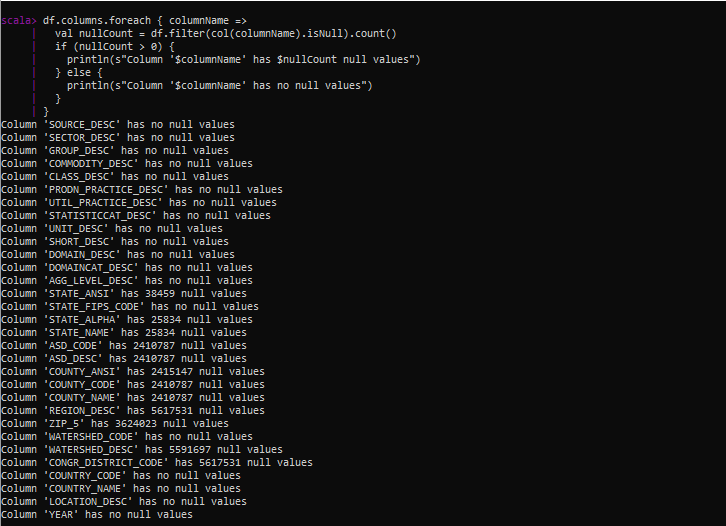 scala> df.columns.foreach { columnName =>
     |   val nullCount = df.filter(col(columnName).isNull).count()
     |   if (nullCount > 0) {
     |     println(s"Column '$columnName' has $nullCount null values")
     |   } else {
     |     println(s"Column '$columnName' has no null values")
     |   }
     | }
Column 'SOURCE_DESC' has no null values
Column 'SECTOR_DESC' has no null values
Column 'GROUP_DESC' has no null values
Column 'COMMODITY_DESC' has no null values
Column 'CLASS_DESC' has no null values
Column 'PRODN_PRACTICE_DESC' has no null values
Column 'UTIL_PRACTICE_DESC' has no null values
Column 'STATISTICCAT_DESC' has no null values
Column 'UNIT_DESC' has no null values
Column 'SHORT_DESC' has no null values
Column 'DOMAIN_DESC' has no null values
Column 'DOMAINCAT_DESC' has no null values
Column 'AGG_LEVEL_DESC' has no null values
Column 'STATE_ANSI' has 38459 null values
Column 'STATE_FIPS_CODE' has no null values
Column 'STATE_ALPHA' has 25834 null values
Column 'STATE_NAME' has 25834 null values
Column 'ASD_CODE' has 2410787 null values
Column 'ASD_DESC' has 2410787 null values
Column 'COUNTY_ANSI' has 2415147 null values
Column 'COUNTY_CODE' has 2410787 null values
Column 'COUNTY_NAME' has 2410787 null values
Column 'REGION_DESC' has 5617531 null values
Column 'ZIP_5' has 3624023 null values
Column 'WATERSHED_CODE' has no null values
Column 'WATERSHED_DESC' has 5591697 null values
Column 'CONGR_DISTRICT_CODE' has 5617531 null values
Column 'COUNTRY_CODE' has no null values
Column 'COUNTRY_NAME' has no null values
Column 'LOCATION_DESC' has no null values
Column 'YEAR' has no null values